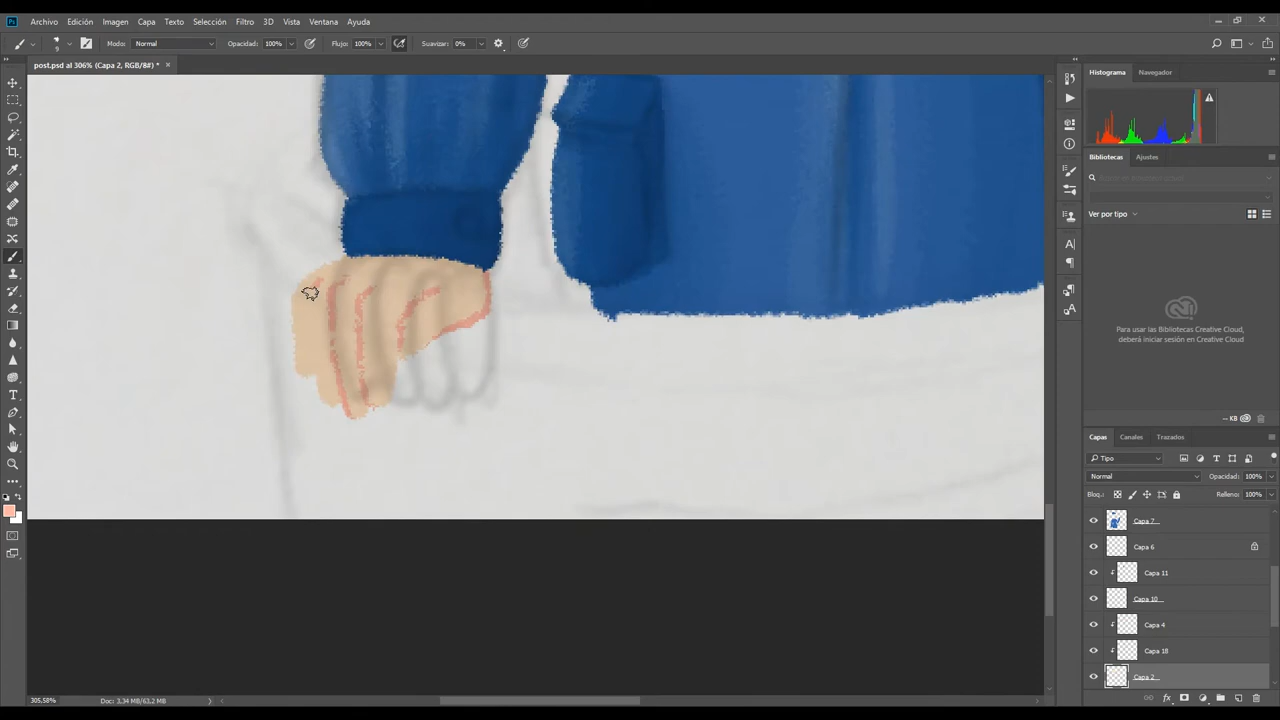 Ps Archivo Edición Imagen Capa Texto Selección Filtro 3D Vista Ventana Ayuda
9 Modo: Normal Opacidad: 100% Flujo: 100% Suavizar: 0%
post.psd al 306% (Capa 2, RGB/8#) * ×
Histograma Navegador
Bibliotecas Ajustes
Ver por tipo
Para usar las Bibliotecas Creative Cloud,
deberá iniciar sesión en Creative Cloud
-- KB
Capas Canales Trazados
Tipo
Normal Opacidad: 100%
Bloq.: Relleno: 100%
Capa 7
Capa 6
Capa 11
Capa 10
Capa 4
Capa 18
Capa 2
305,58% Doc: 3,34 MB/63,2 MB